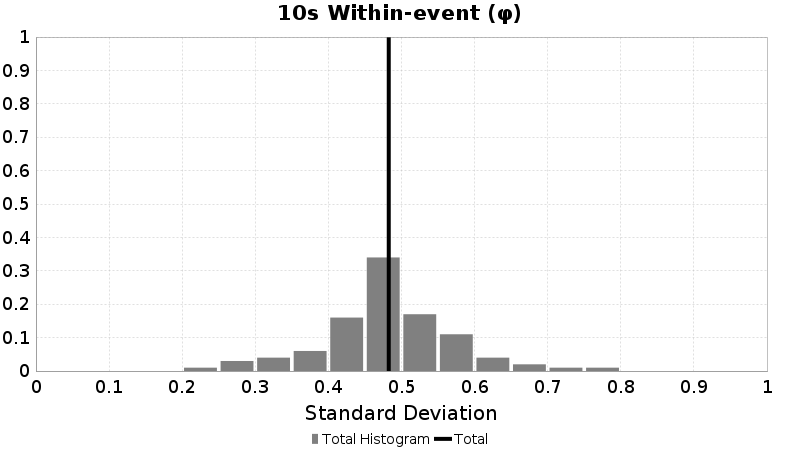 10s Within-event (φ)
1
0.9
0.8
0.7
0.6
0.5
0.4
0.3
0.2
0.1
0
0 0.1 0.2 0.3 0.4 0.5 0.6 0.7 0.8 0.9 1
Standard Deviation
Total Histogram Total